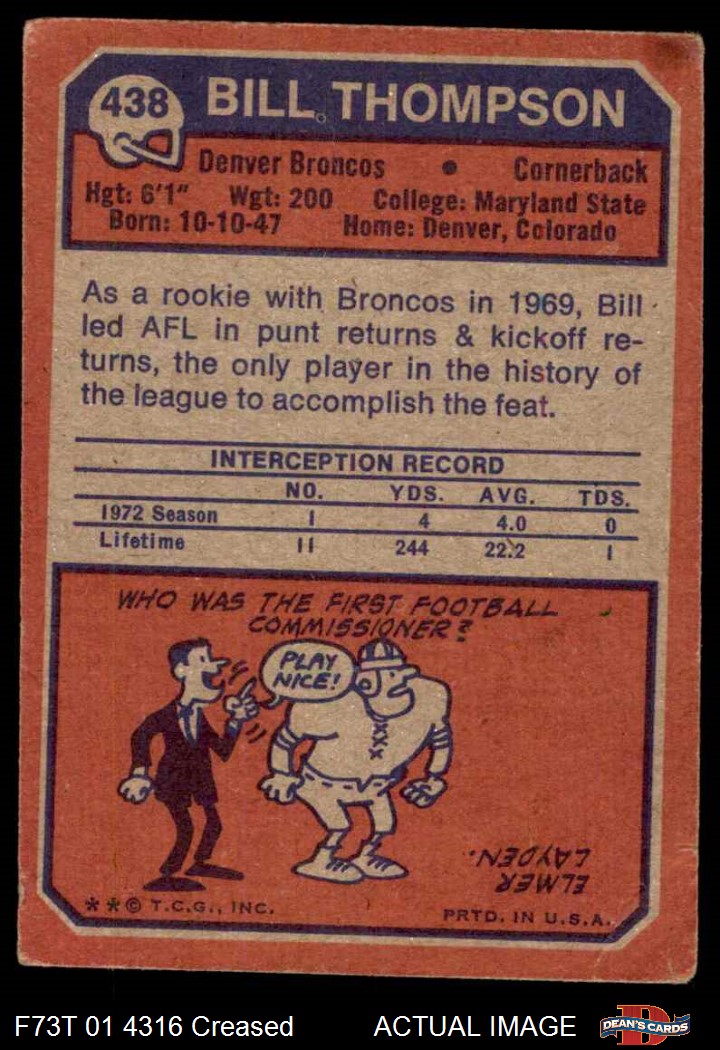 438 BILL THOMPSON
Denver Broncos • Cornerback
Hgt: 6'1" Wgt: 200 College: Maryland State
Born: 10-10-47 Home: Denver, Colorado
As a rookie with Broncos in 1969, Bill
led AFL in punt returns & kickoff re-
turns, the only player in the history of
the league to accomplish the feat.
INTERCEPTION RECORD
NO. YDS. AVG. TDS.
1972 Season 1 4 4.0 0
Lifetime 11 244 22.2 1
WHO WAS THE FIRST FOOTBALL
COMMISSIONER?
PLAY
NICE!
ELMER
LAYDEN.
**© T.C.G., INC. PRTD. IN U.S.A.
F73T 01 4316 Creased ACTUAL IMAGE
D
DEAN'S CARDS